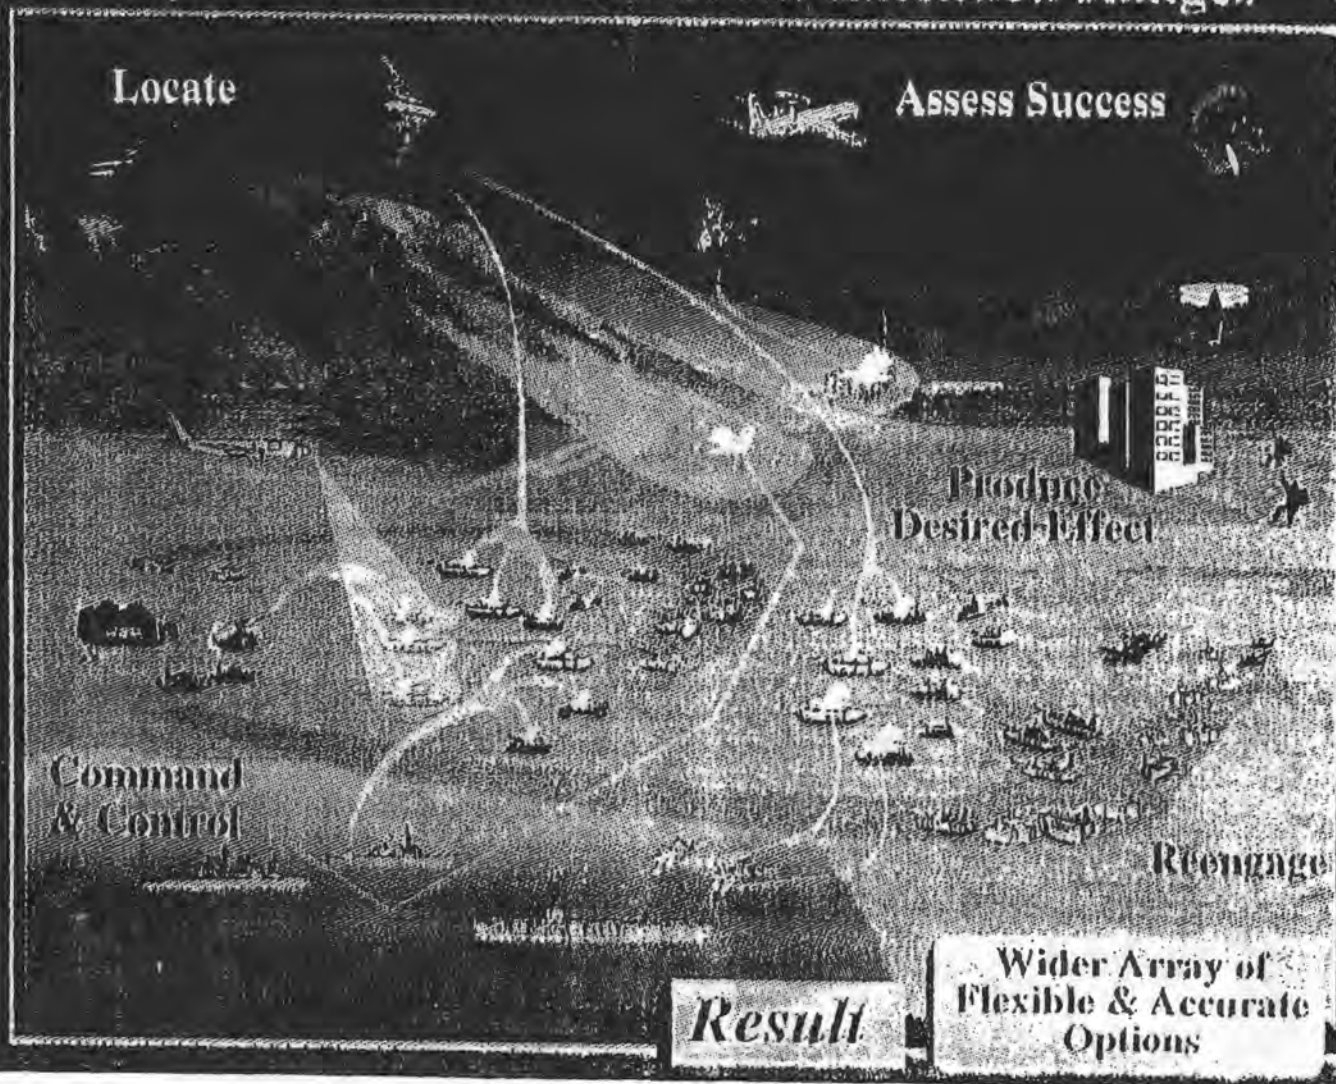 Locate
Assess Success
Produce
Desired Effect
Command
& Control
Reengage
Result
Wider Array of
Flexible & Accurate
Options